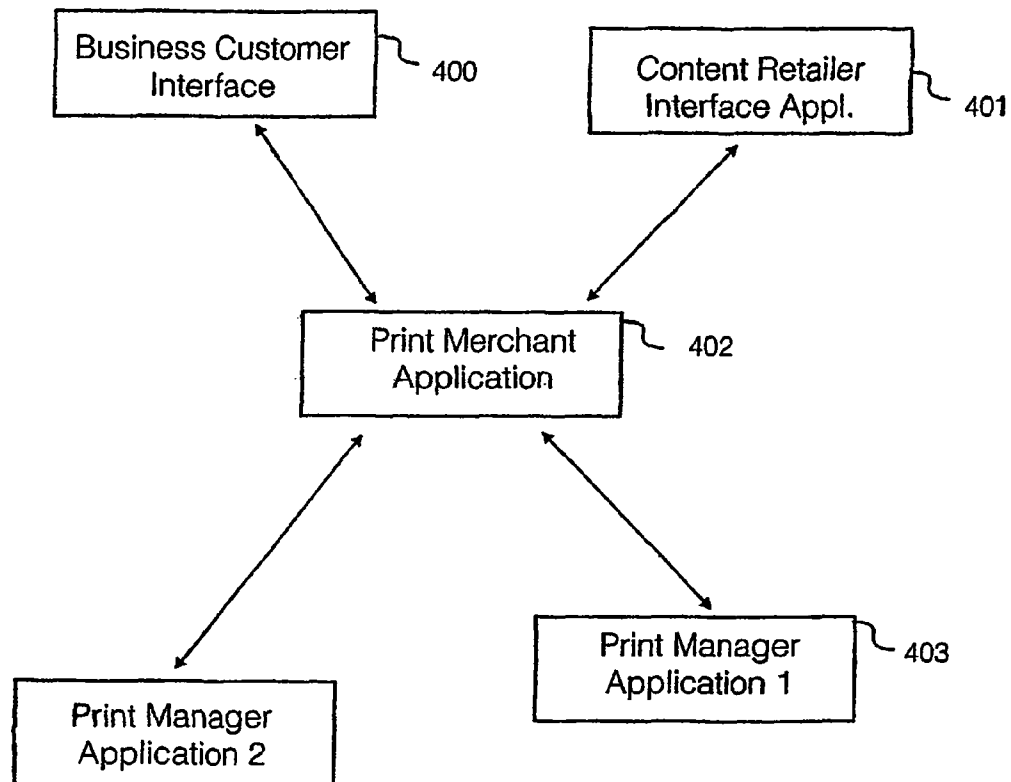 Business Customer
Interface
400
Content Retailer
Interface Appl.
401
Print Merchant
Application
402
Print Manager
Application 1
403
Print Manager
Application 2